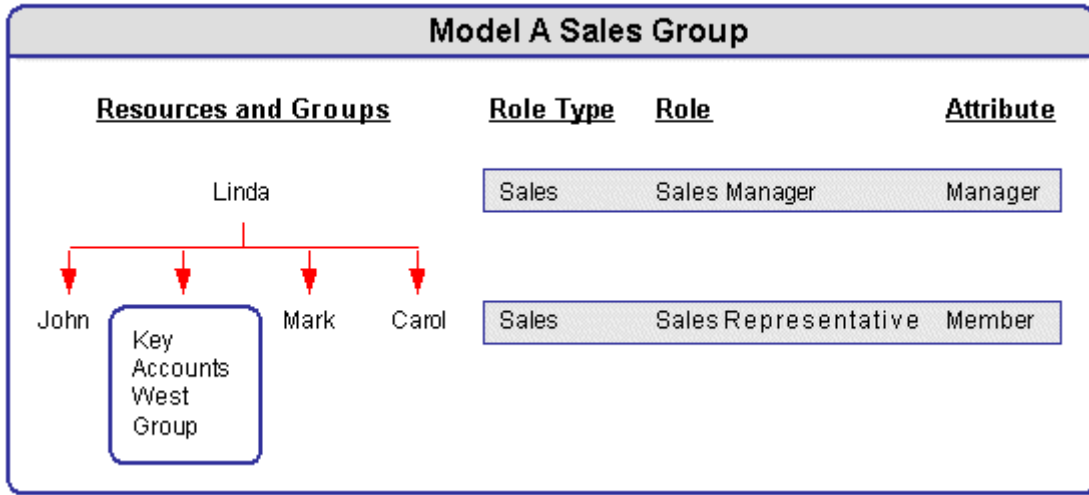 Model A Sales Group
Resources and Groups Role Type Role Attribute
Linda Sales Sales Manager Manager
John Mark Carol Sales Sales Representative Member
Key
Accounts
West
Group